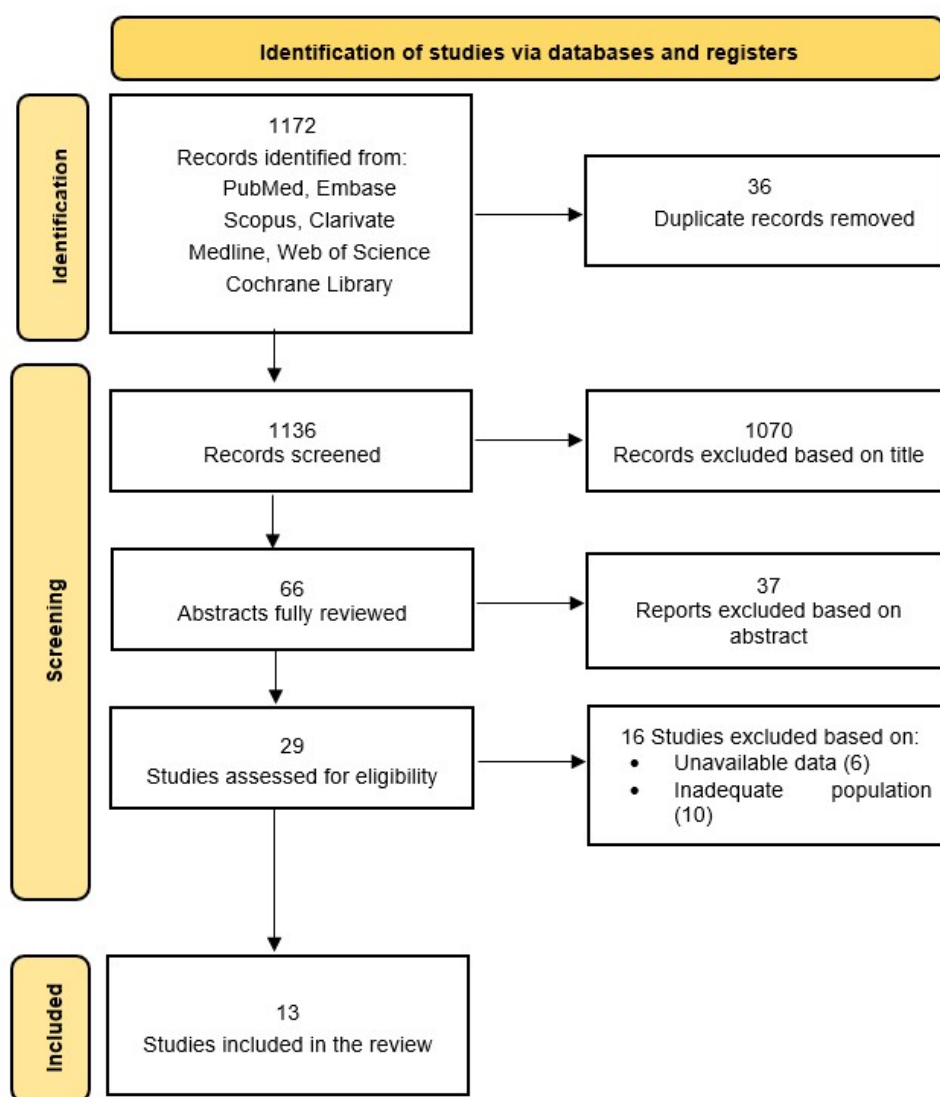 Identification of studies via databases and registers
Identification
1172
Records identified from:
PubMed, Embase
Scopus, Clarivate
Medline, Web of Science
Cochrane Library
36
Duplicate records removed
Screening
1136
Records screened
1070
Records excluded based on title
66
Abstracts fully reviewed
37
Reports excluded based on
abstract
29
Studies assessed for eligibility
16 Studies excluded based on:
• Unavailable data (6)
• Inadequate population
(10)
Included
13
Studies included in the review